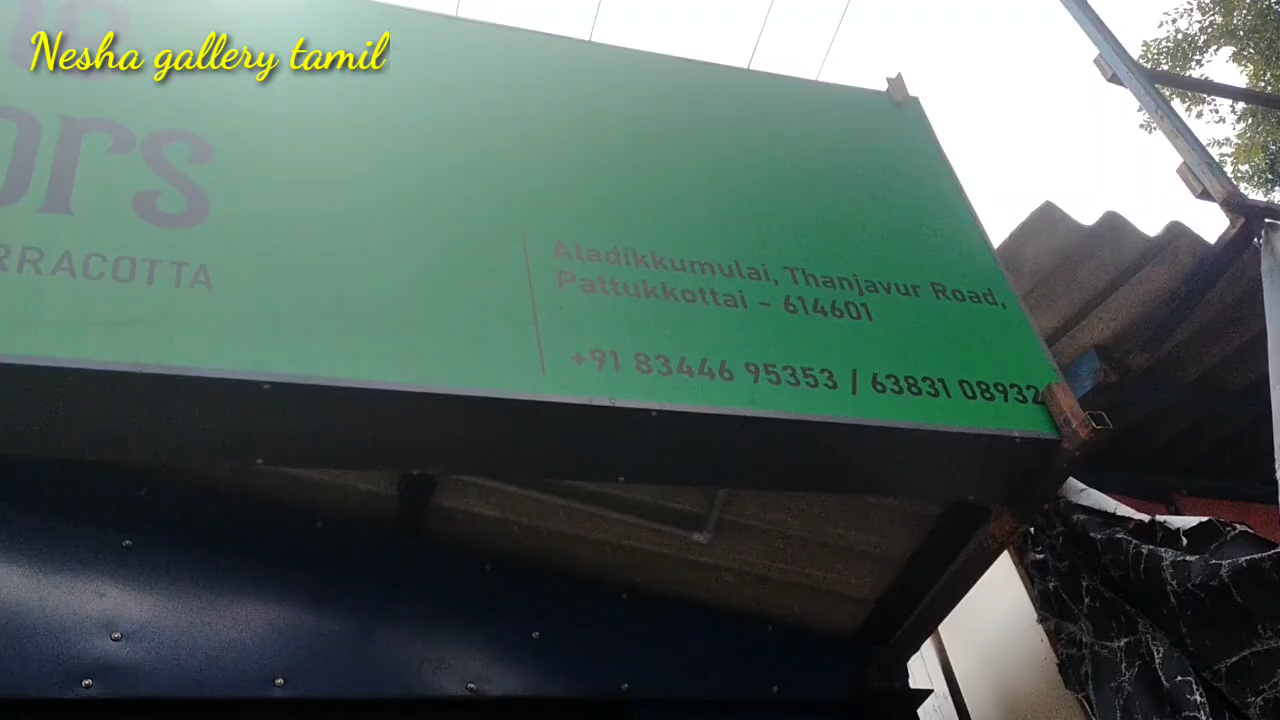 Nesha gallery tamil
ors
RRACOTTA
Aladikkumulai, Thanjavur Road,
Pattukkottai - 614601
+91 83446 95353 / 63831 08932